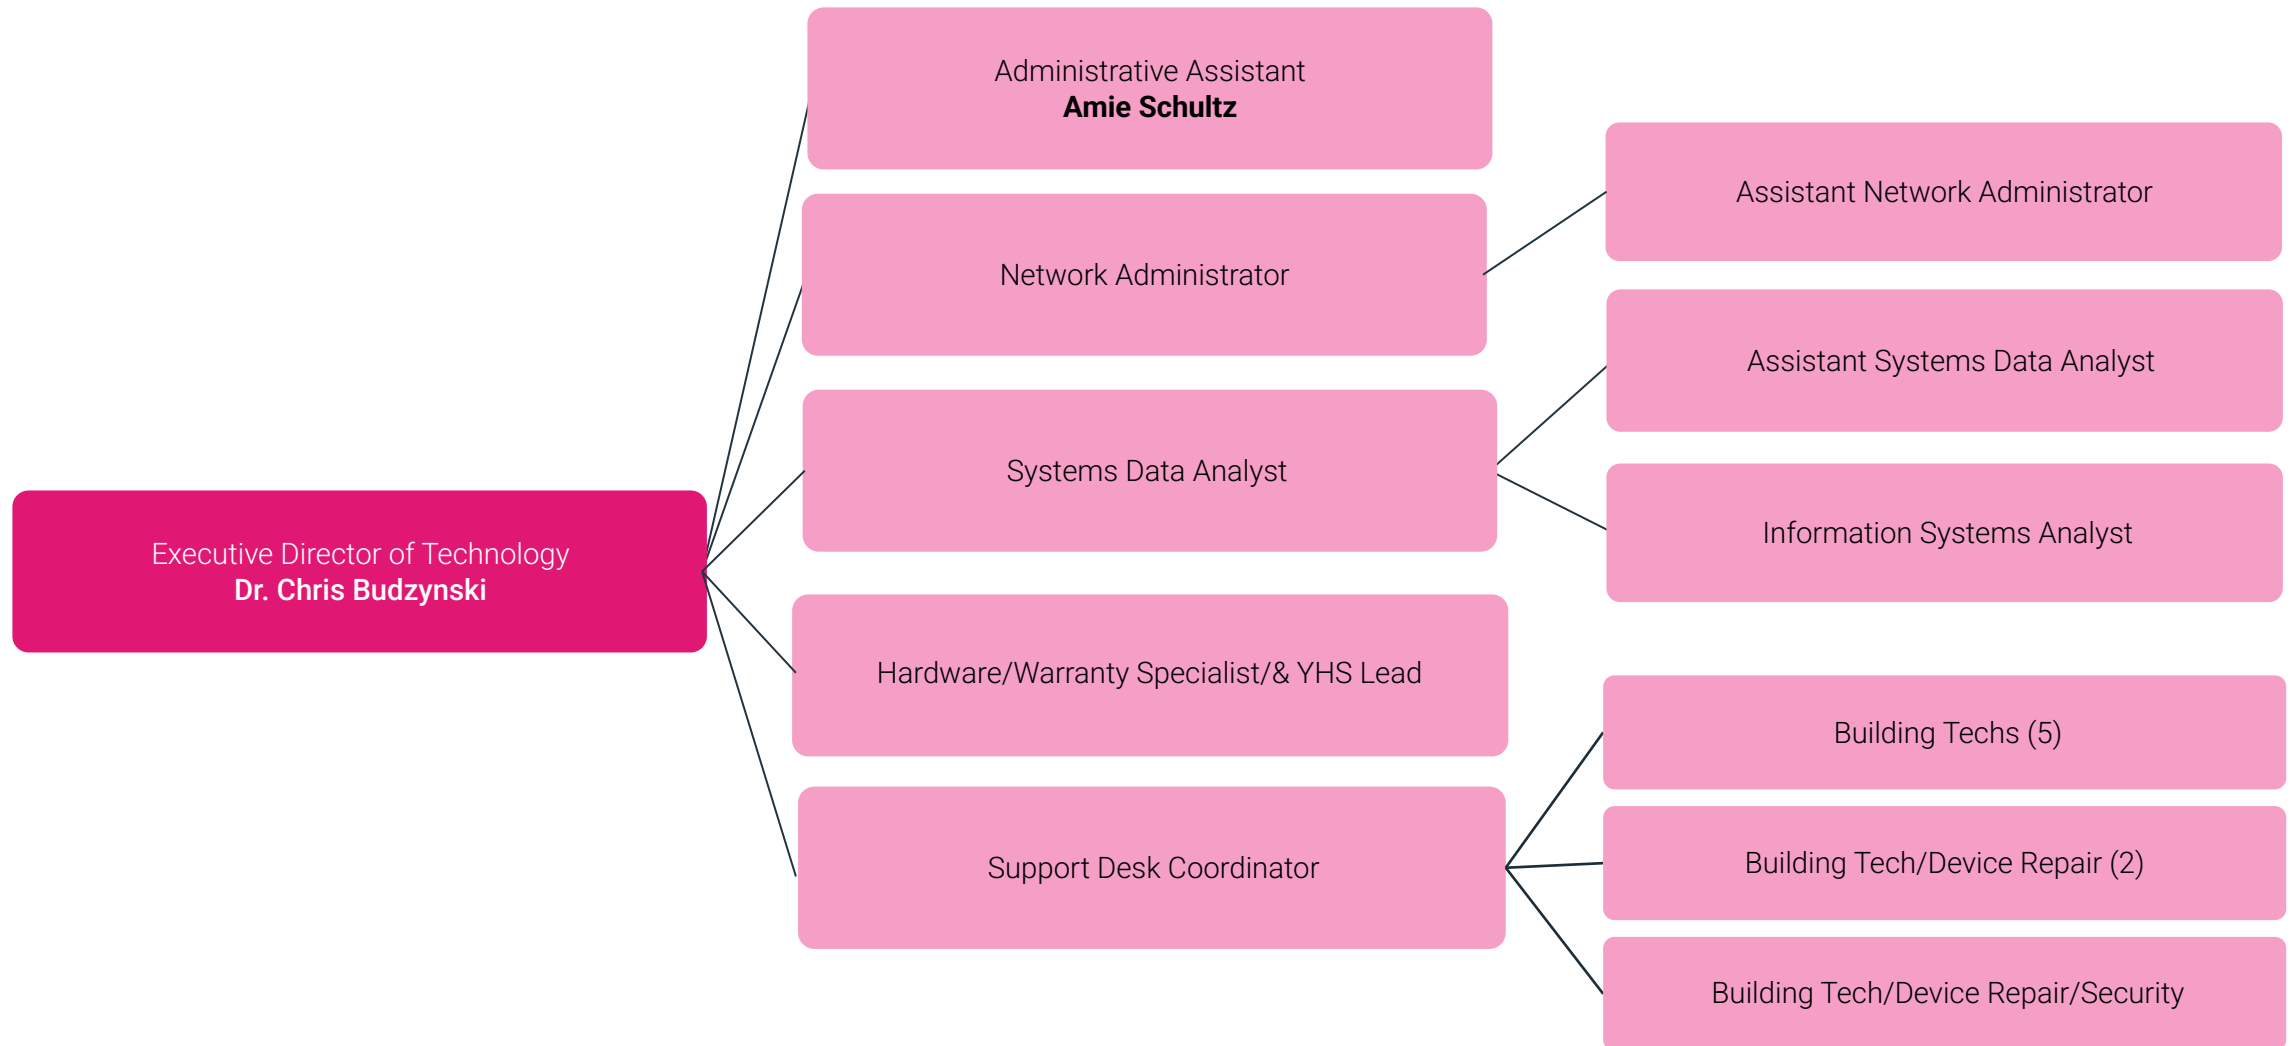 Executive Director of Technology
Dr. Chris Budzynski
Administrative Assistant
Amie Schultz
Network Administrator
Systems Data Analyst
Hardware/Warranty Specialist/& YHS Lead
Support Desk Coordinator
Assistant Network Administrator
Assistant Systems Data Analyst
Information Systems Analyst
Building Techs (5)
Building Tech/Device Repair (2)
Building Tech/Device Repair/Security